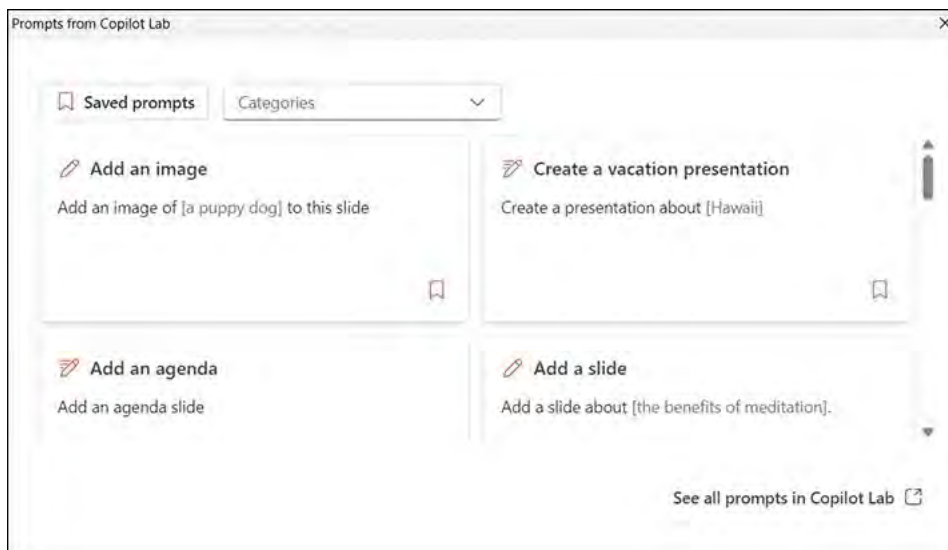 Prompts from Copilot Lab
Saved prompts
Categories
Add an image
Add an image of [a puppy dog] to this slide
Create a vacation presentation
Create a presentation about [Hawaii]
Add an agenda
Add an agenda slide
Add a slide
Add a slide about [the benefits of meditation].
See all prompts in Copilot Lab